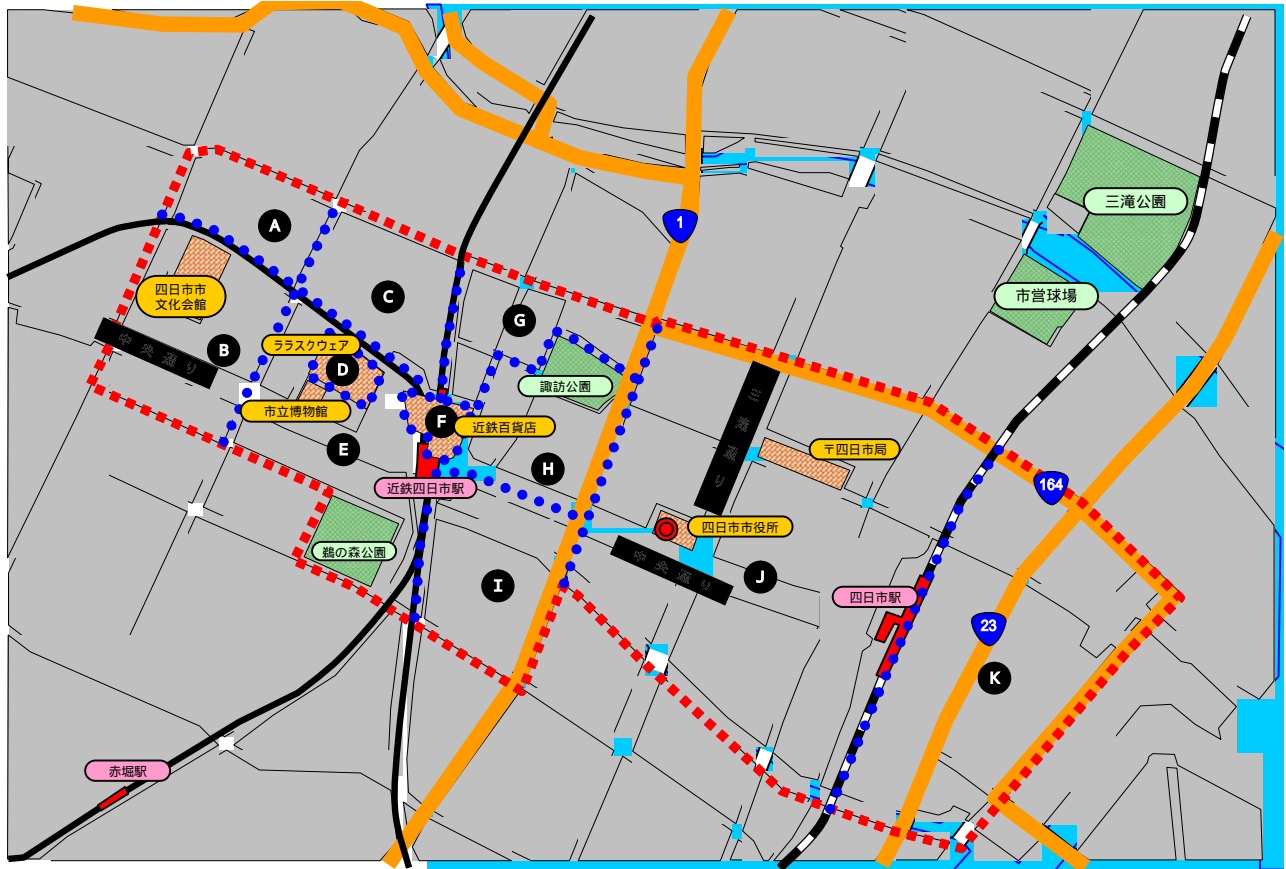 1
三滝公園
A
四日市市
文化会館
C
市営球場
G
中央通り
B
ララスクウェア
D
諏訪公園
三滝通り
市立博物館
F
近鉄百貨店
E
H
〒四日市局
近鉄四日市駅
164
四日市市役所
鵜の森公園
中央通り
I
J
四日市駅
23
K
赤堀駅